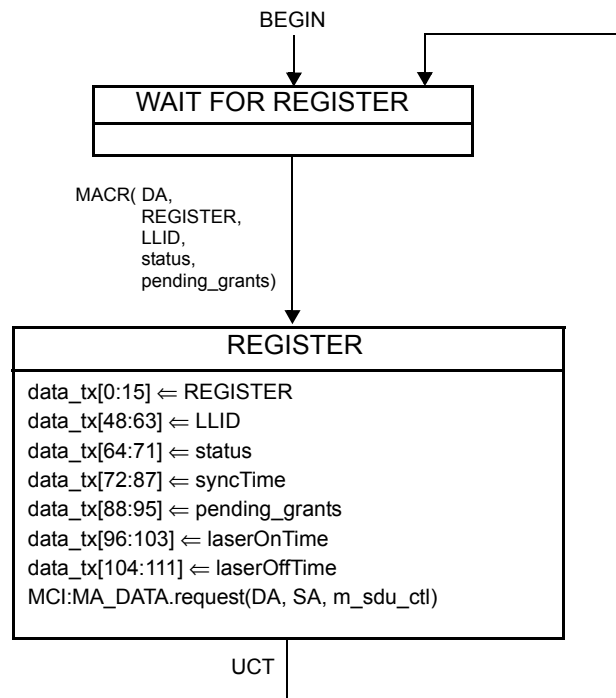 BEGIN
WAIT FOR REGISTER
MACR( DA,
REGISTER,
LLID,
status,
pending_grants)
REGISTER
data_tx[0:15] ⇐ REGISTER
data_tx[48:63] ⇐ LLID
data_tx[64:71] ⇐ status
data_tx[72:87] ⇐ syncTime
data_tx[88:95] ⇐ pending_grants
data_tx[96:103] ⇐ laserOnTime
data_tx[104:111] ⇐ laserOffTime
MCI:MA_DATA.request(DA, SA, m_sdu_ctl)
UCT